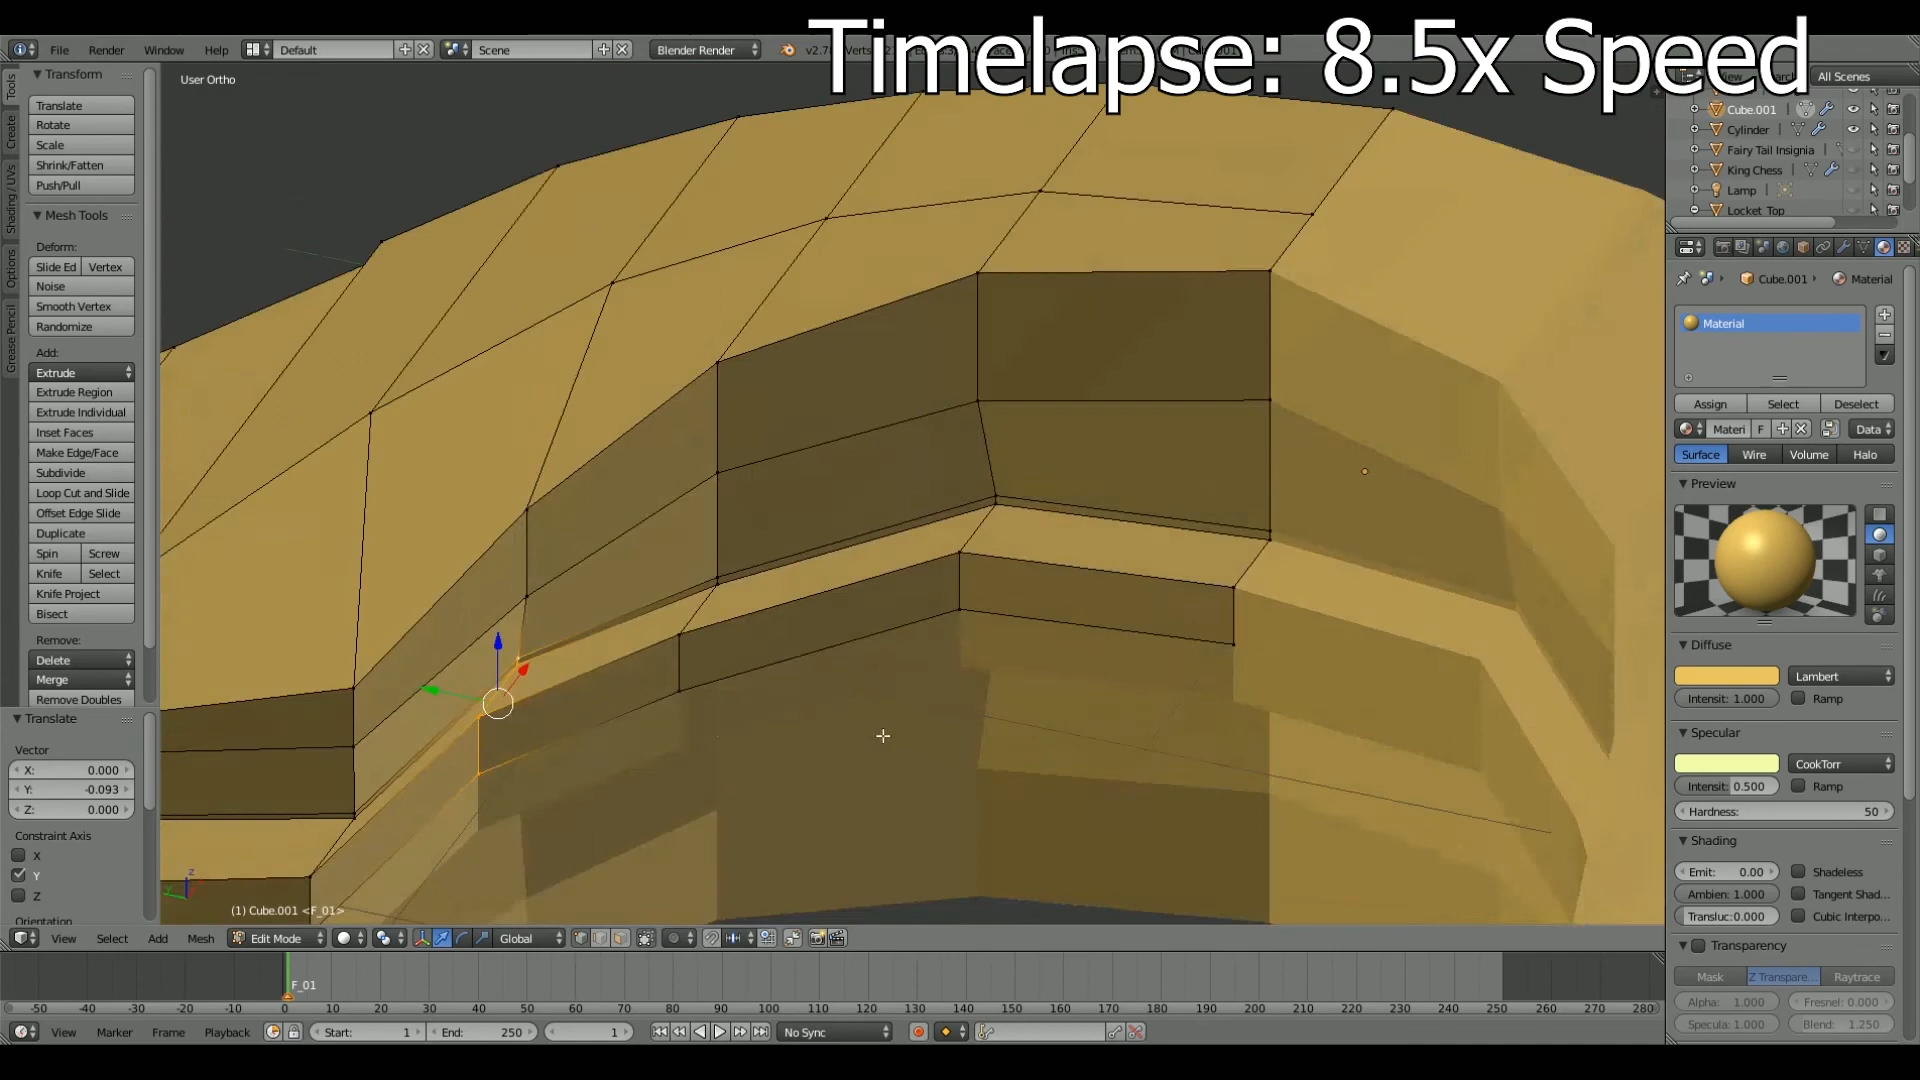 Timelapse: 8.5x Speed
File Render Window Help Default Scene Blender Render
All Scenes
User Ortho
Tools
Create
Shading / UVs
Options
Grease Pencil
Transform
Translate
Rotate
Scale
Shrink/Fatten
Push/Pull
Mesh Tools
Deform:
Slide Ed Vertex
Noise
Smooth Vertex
Randomize
Add:
Extrude
Extrude Region
Extrude Individual
Inset Faces
Make Edge/Face
Subdivide
Loop Cut and Slide
Offset Edge Slide
Duplicate
Spin Screw
Knife Select
Knife Project
Bisect
Remove:
Delete
Merge
Remove Doubles
Translate
Vector
X: 0.000
Y: -0.093
Z: 0.000
Constraint Axis
X
Y
Z
Orientation
(1) Cube.001 <F_01>
Cube.001
Cylinder
Fairy Tail Insignia
King Chess
Lamp
Locket Top
Cube.001 Material
Material
Assign Select Deselect
Materi F Data
Surface Wire Volume Halo
Preview
Diffuse
Lambert
Intensit: 1.000 Ramp
Specular
CookTorr
Intensit: 0.500 Ramp
Hardness: 50
Shading
Emit: 0.00 Shadeless
Ambien: 1.000 Tangent Shad...
Transluc:0.000 Cubic Interpo...
Transparency
Mask Z Transpare... Raytrace
Alpha: 1.000 Fresnel: 0.000
Specula: 1.000 Blend: 1.250
View Select Add Mesh Edit Mode Global
F_01
-50 -40 -30 -20 -10 0 10 20 30 40 50 60 70 80 90 100 110 120 130 140 150 160 170 180 190 200 210 220 230 240 250 260 270 280
View Marker Frame Playback Start: 1 End: 250 1 No Sync